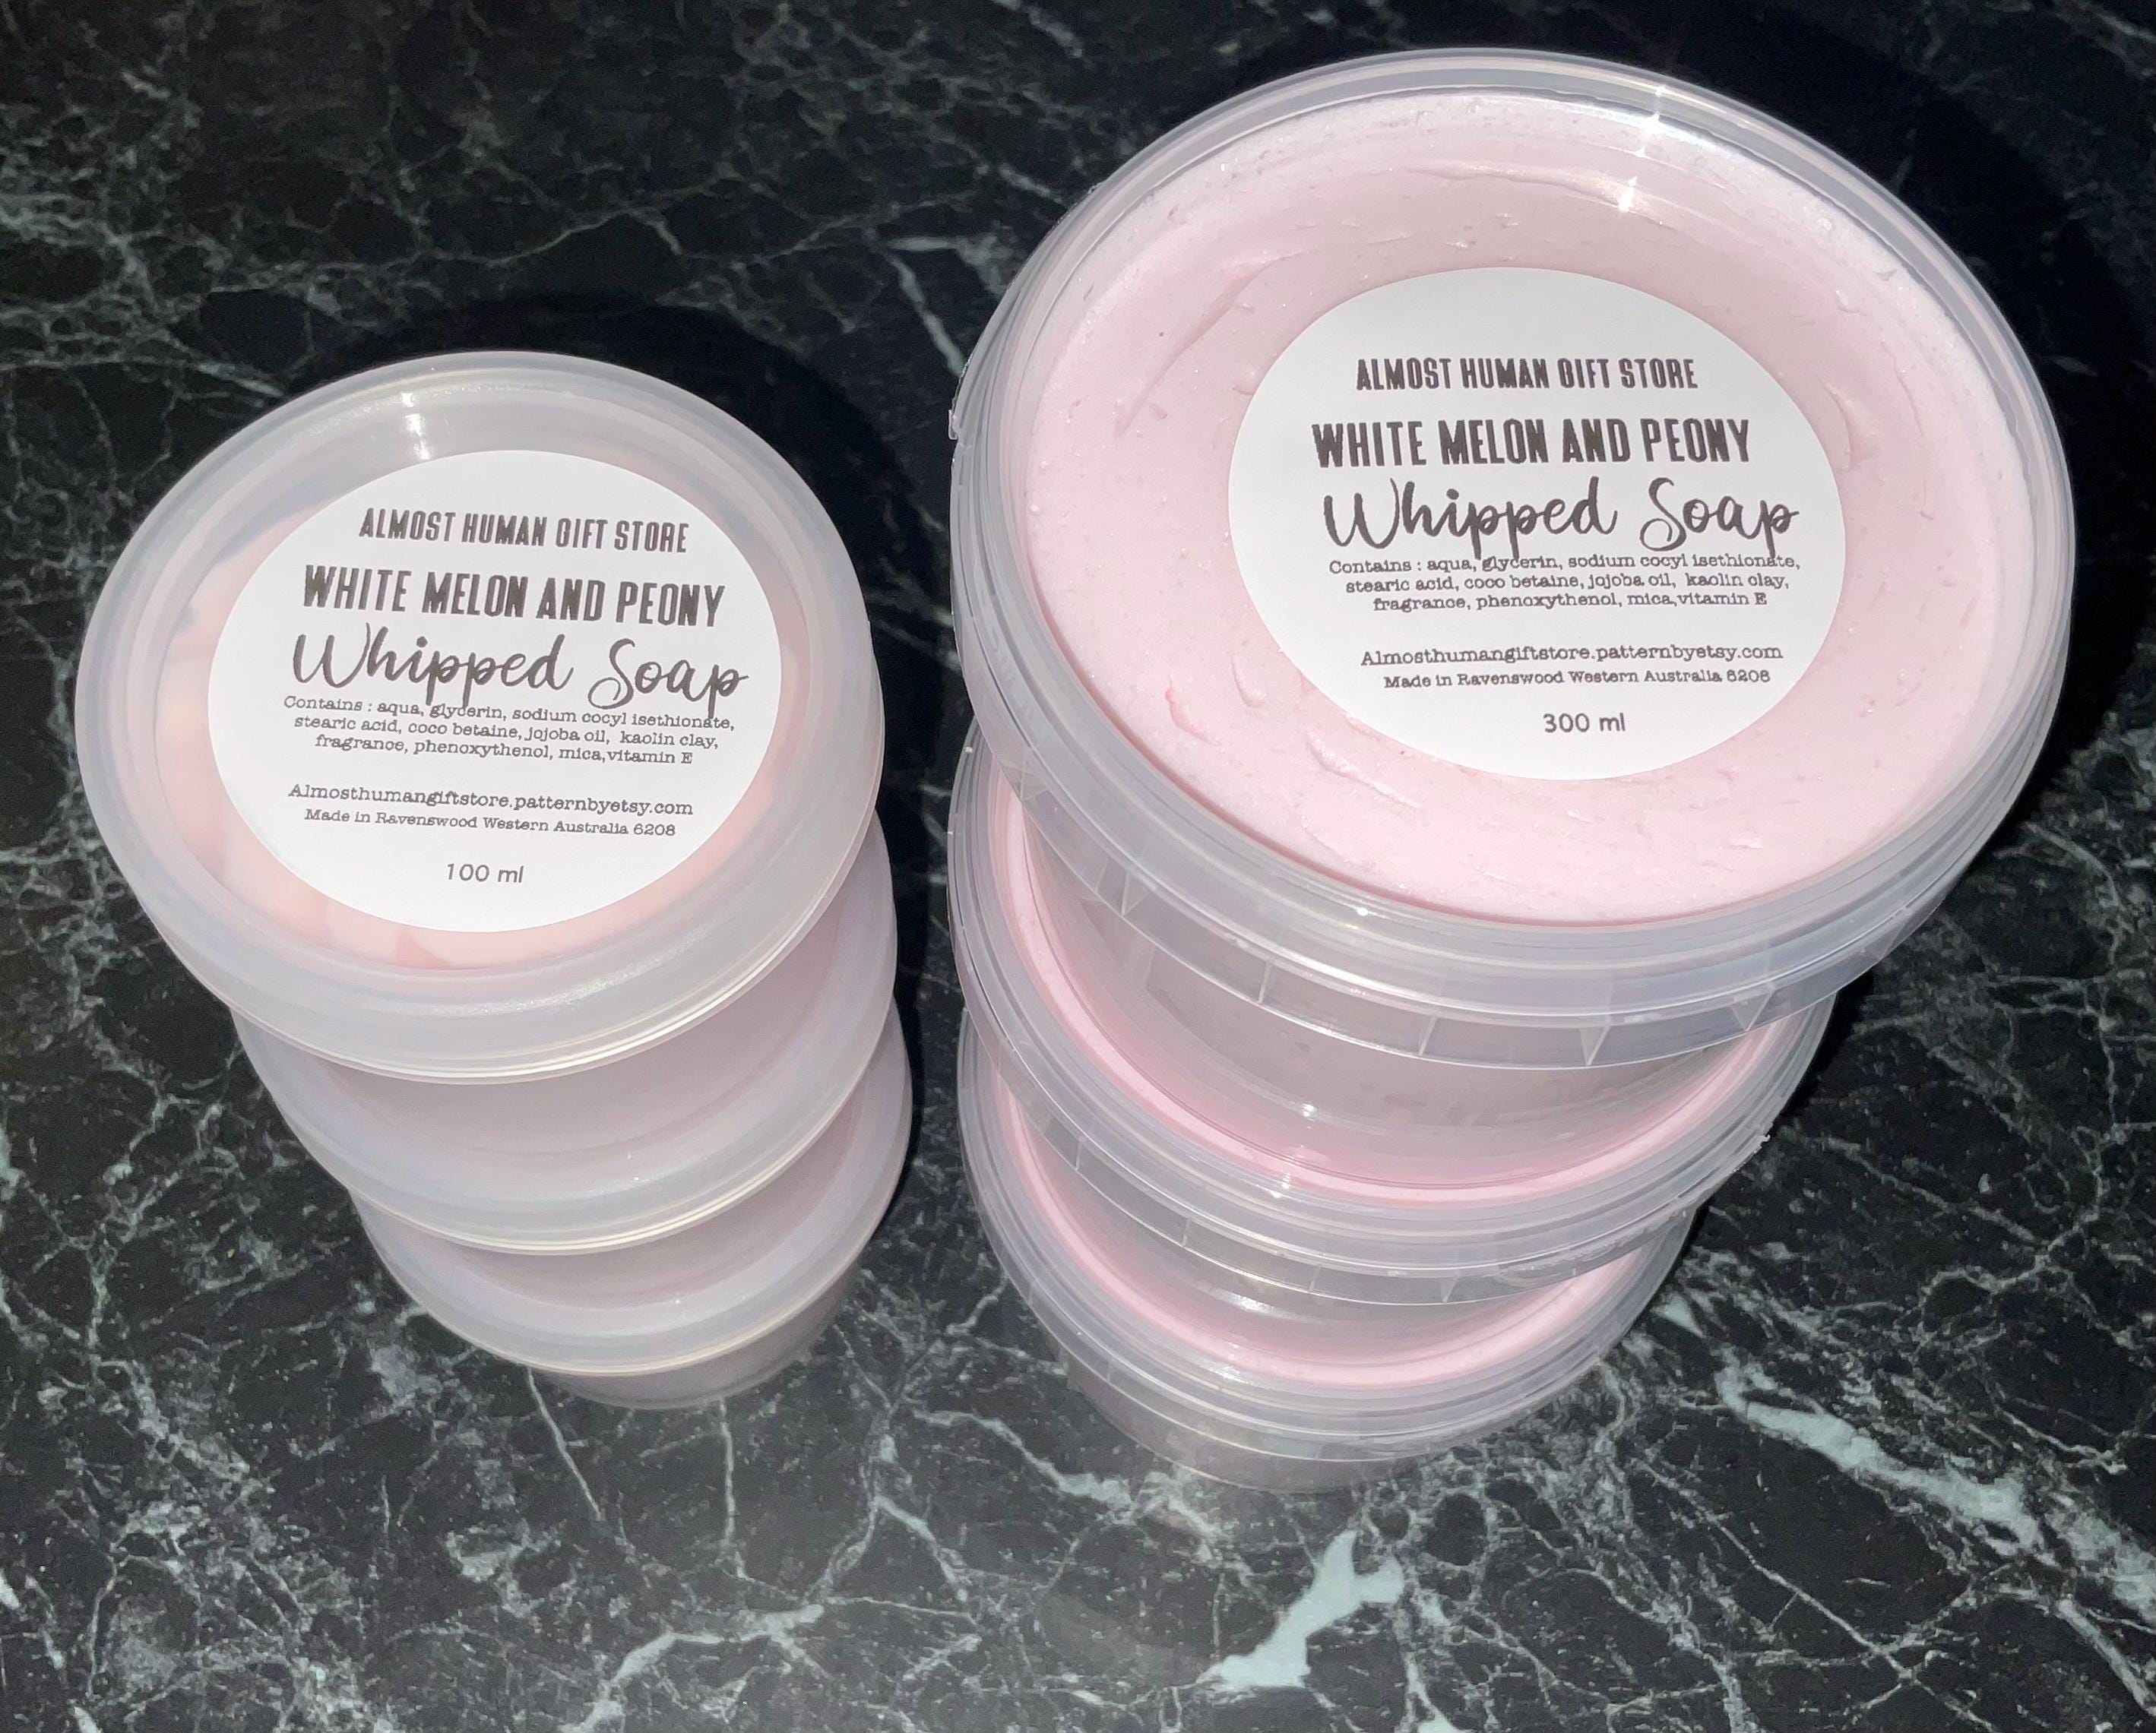 ALMOST HUMAN GIFT STORE
WHITE MELON AND PEONY
Whipped Soap
Contains : aqua, glycerin, sodium cocyl isethionate,
stearic acid, coco betaine, jojoba oil, kaolin clay,
fragrance, phenoxythenol, mica,vitamin E
Almosthumangiftstore.patternbyetsy.com
Made in Ravenswood Western Australia 6208
100 ml
ALMOST HUMAN GIFT STORE
WHITE MELON AND PEONY
Whipped Soap
Contains : aqua, glycerin, sodium cocyl isethionate,
stearic acid, coco betaine, jojoba oil, kaolin clay,
fragrance, phenoxythenol, mica,vitamin E
Almosthumangiftstore.patternbyetsy.com
Made in Ravenswood Western Australia 6208
300 ml